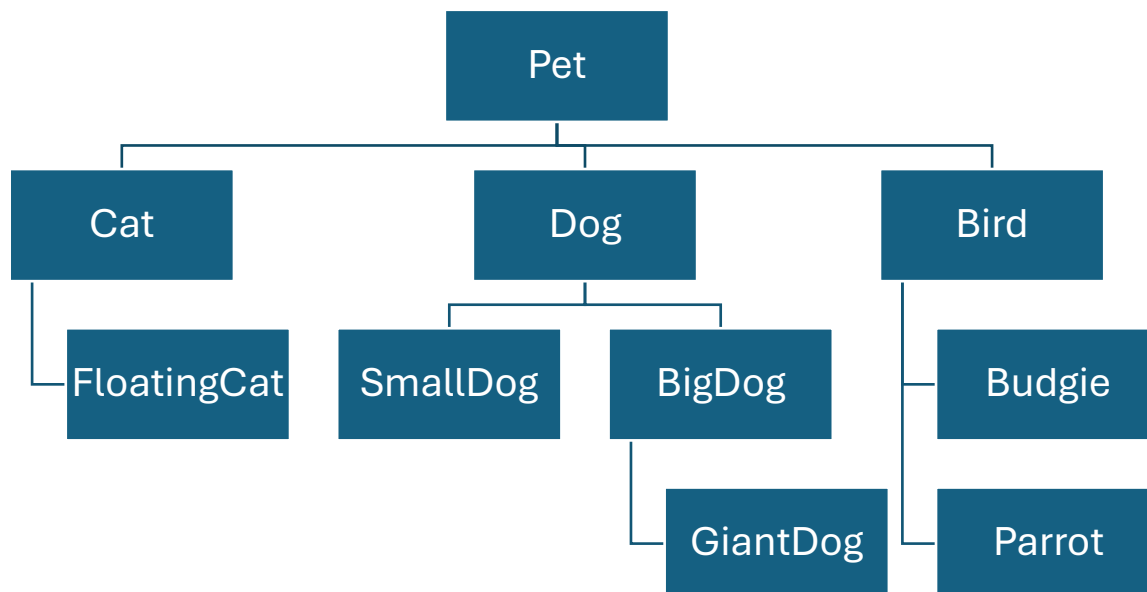 Pet
Cat
Dog
Bird
FloatingCat
SmallDog
BigDog
Budgie
GiantDog
Parrot